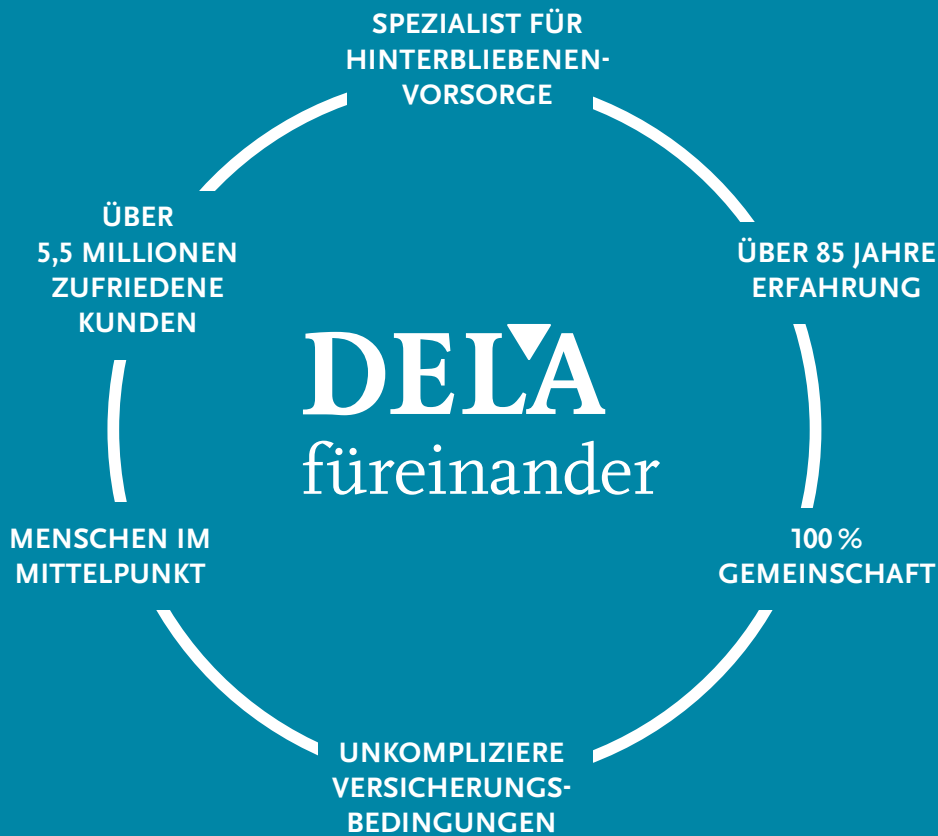 SPEZIALIST FÜR
HINTERBLIEBENEN-
VORSORGE
ÜBER
5,5 MILLIONEN
ZUFRIEDENE
KUNDEN
ÜBER 85 JAHRE
ERFAHRUNG
DELA
füreinander
MENSCHEN IM
MITTELPUNKT
100 %
GEMEINSCHAFT
UNKOMPLIZIERE
VERSICHERUNGS-
BEDINGUNGEN